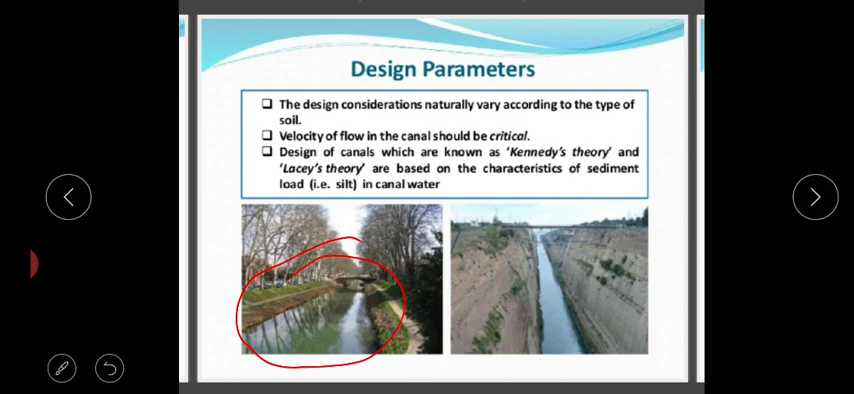 Design Parameters
❑ The design considerations naturally vary according to the type of
soil.
❑ Velocity of flow in the canal should be critical.
❑ Design of canals which are known as ‘Kennedy’s theory’ and
‘Lacey’s theory’ are based on the characteristics of sediment
load (i.e. silt) in canal water